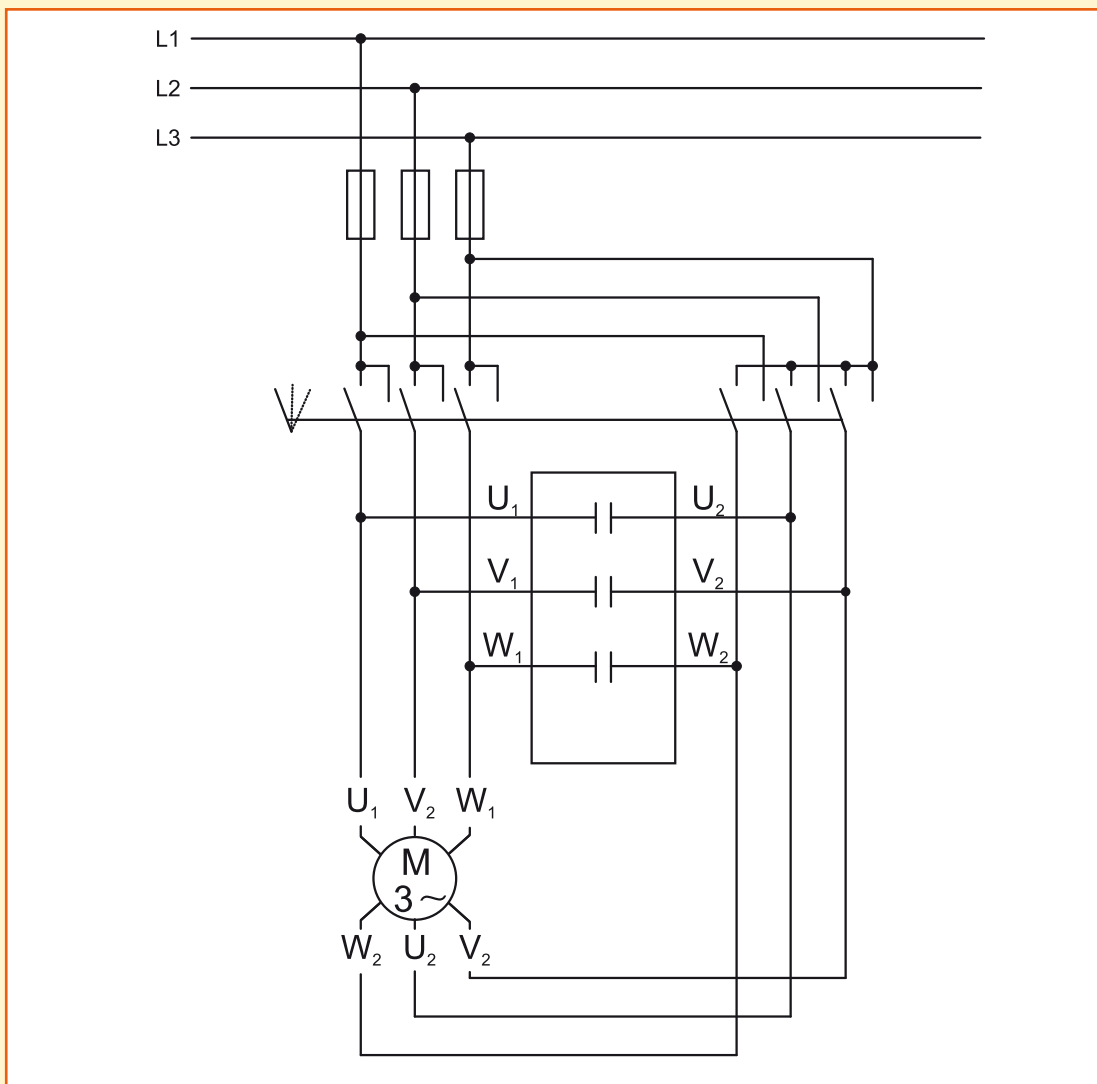 L1
L2
L3
U₁ U₂
V₁ V₂
W₁ W₂
U₁ V₂ W₁
M
3 ~
W₂ U₂ V₂